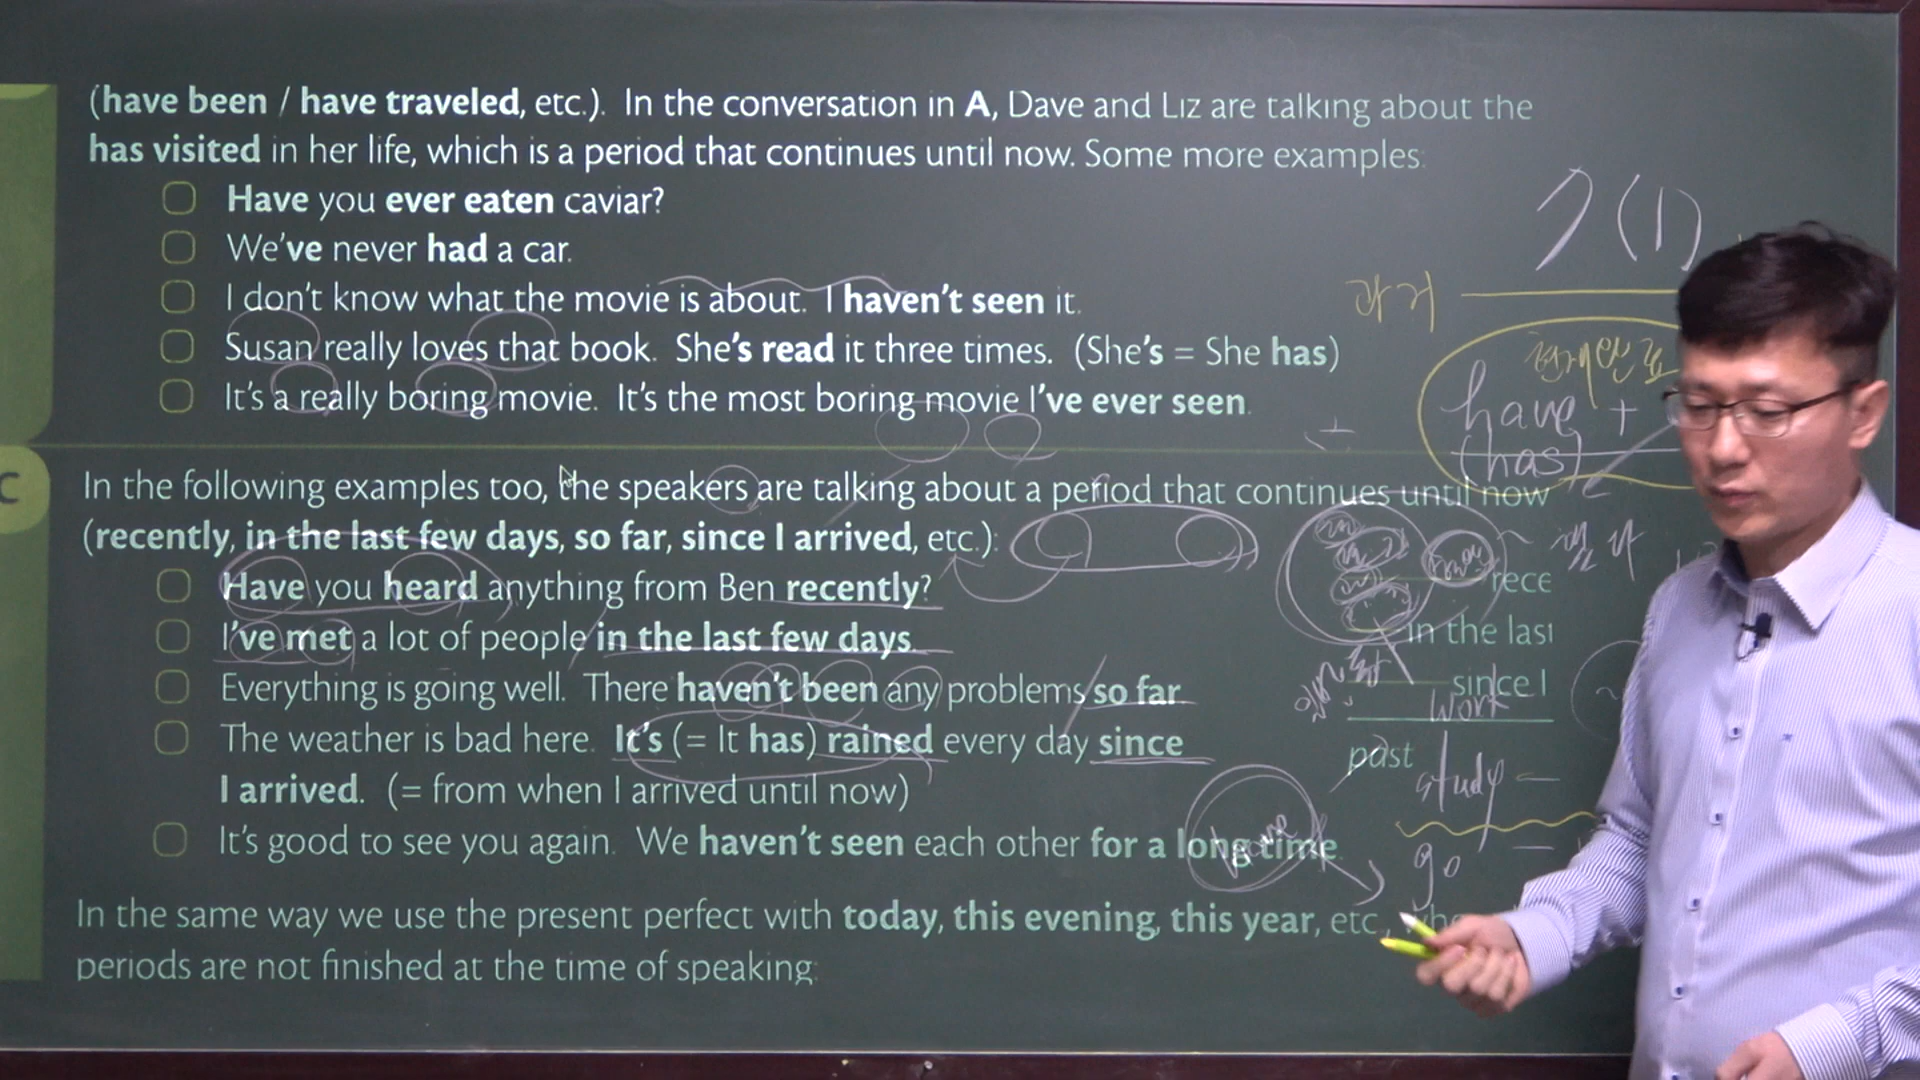 (have been / have traveled, etc.). In the conversation in A, Dave and Liz are talking about the
has visited in her life, which is a period that continues until now. Some more examples:
Have you ever eaten caviar?
We've never had a car.
I don't know what the movie is about. I haven't seen it.
Susan really loves that book. She's read it three times. (She's = She has)
It's a really boring movie. It's the most boring movie I've ever seen.
C
In the following examples too, the speakers are talking about a period that continues until now
(recently, in the last few days, so far, since I arrived, etc.):
Have you heard anything from Ben recently?
I've met a lot of people in the last few days.
Everything is going well. There haven't been any problems so far.
The weather is bad here. It's (= It has) rained every day since
I arrived. (= from when I arrived until now)
It's good to see you again. We haven't seen each other for a long time.
In the same way we use the present perfect with today, this evening, this year, etc.,
periods are not finished at the time of speaking:
과거
have +
(has)
rece
in the last
since I
work
past
study
go